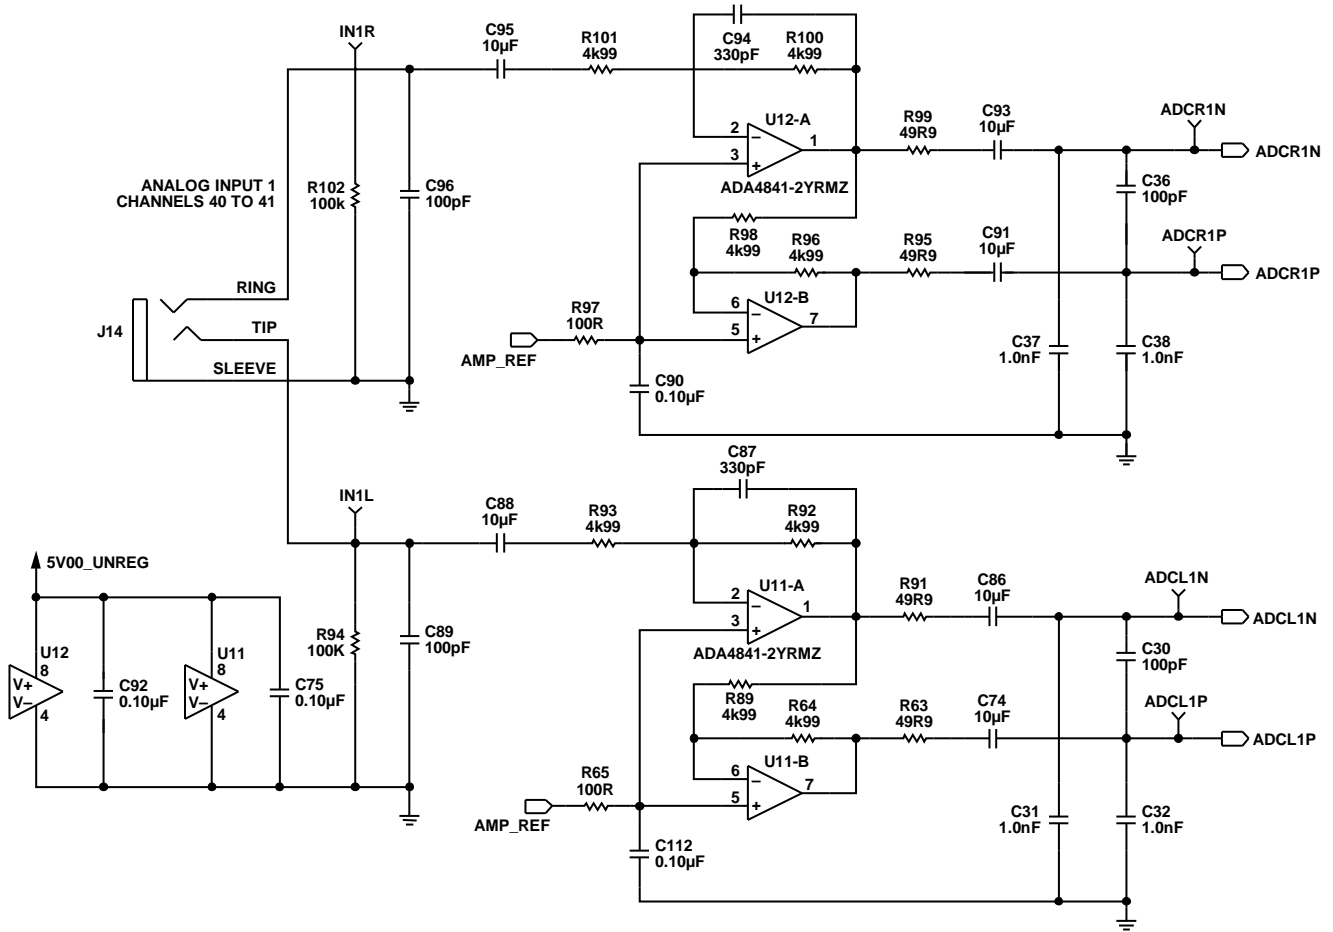 IN1R
C95
10µF
R101
4k99
C94
330pF
R100
4k99
U12-A
2
3
1
ADA4841-2YRMZ
R99
49R9
C93
10µF
ADCR1N
ADCR1N
ANALOG INPUT 1
CHANNELS 40 TO 41
R102
100k
C96
100pF
C36
100pF
R98
4k99
R96
4k99
R95
49R9
C91
10µF
ADCR1P
ADCR1P
RING
J14
TIP
SLEEVE
U12-B
6
5
7
R97
100R
AMP_REF
C90
0.10µF
C37
1.0nF
C38
1.0nF
IN1L
C88
10µF
R93
4k99
C87
330pF
R92
4k99
U11-A
2
3
1
ADA4841-2YRMZ
R91
49R9
C86
10µF
ADCL1N
ADCL1N
5V00_UNREG
U12
8
V+
V–
4
C92
0.10µF
U11
8
V+
V–
4
C75
0.10µF
R94
100K
C89
100pF
C30
100pF
R89
4k99
R64
4k99
R63
49R9
C74
10µF
ADCL1P
ADCL1P
U11-B
6
5
7
R65
100R
AMP_REF
C112
0.10µF
C31
1.0nF
C32
1.0nF